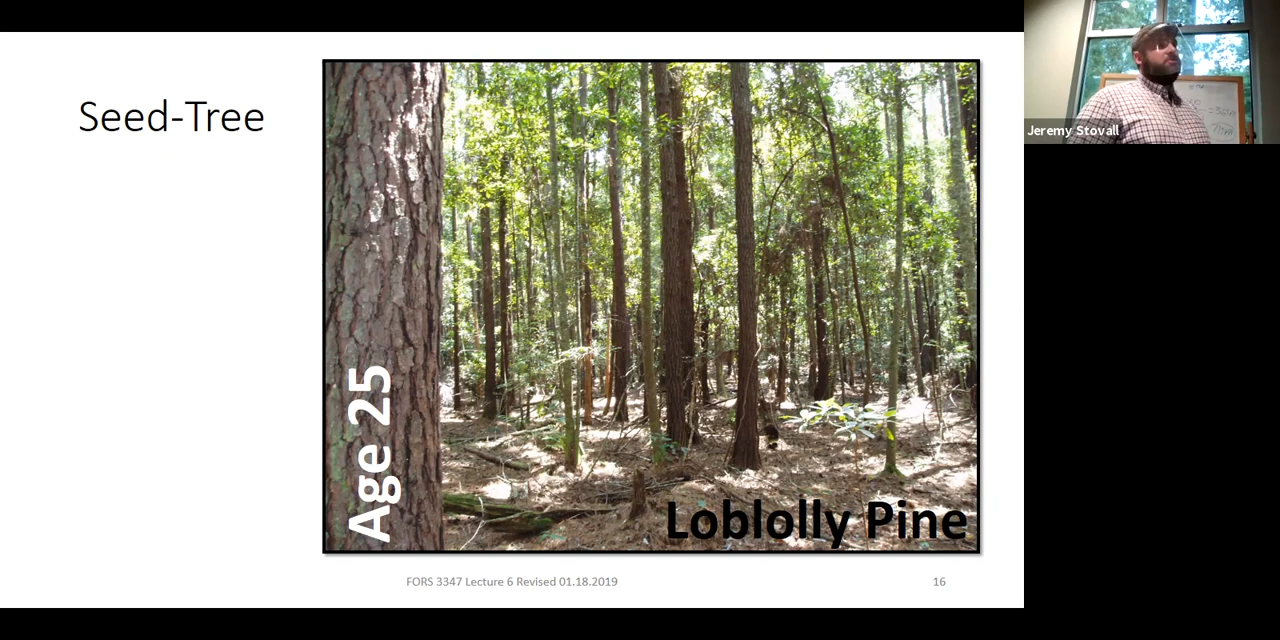 Seed-Tree
Age 25
Loblolly Pine
FORS 3347 Lecture 6 Revised 01.18.2019
16
Jeremy Stovall